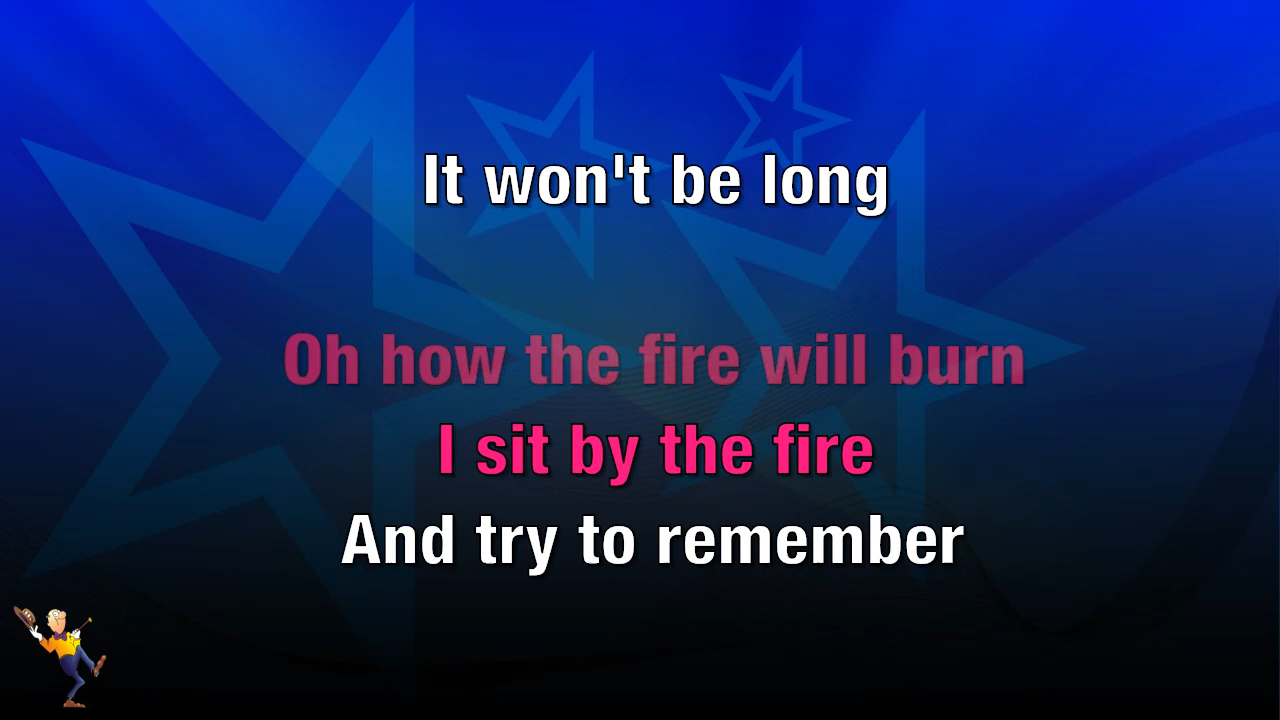 It won't be long
Oh how the fire will burn
I sit by the fire
And try to remember